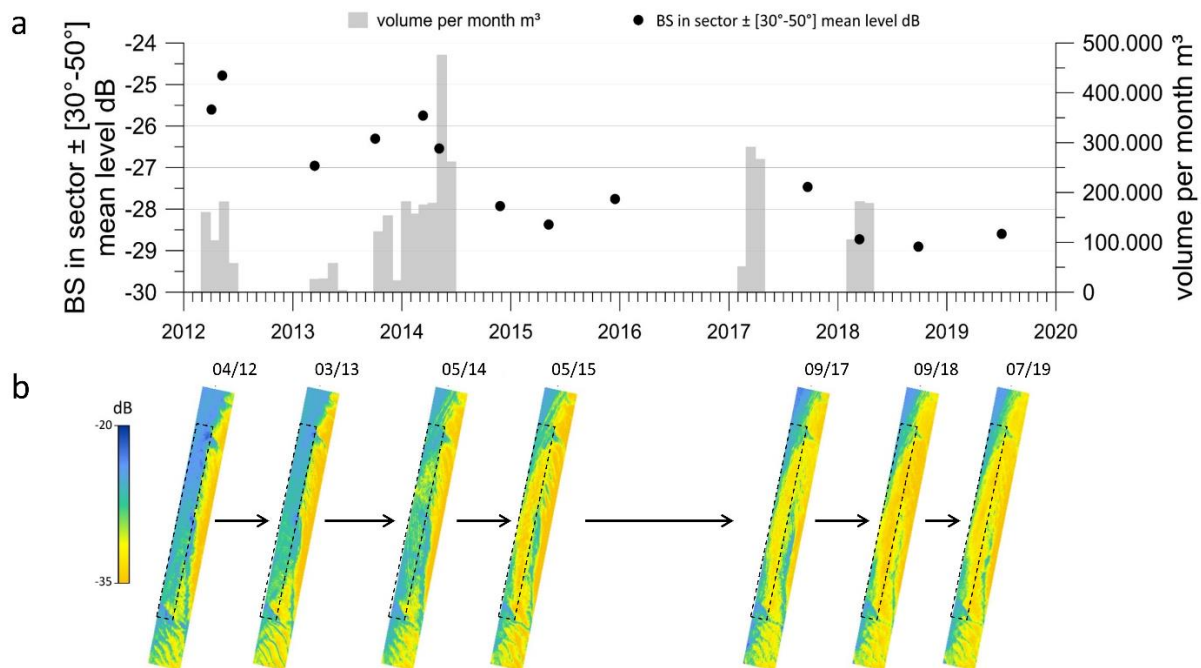 a
volume per month m³
BS in sector ± [30°-50°] mean level dB
BS in sector ± [30°-50°]
mean level dB
-24
-25
-26
-27
-28
-29
-30
500.000
400.000
300.000
200.000
100.000
0
volume per month m³
2012 2013 2014 2015 2016 2017 2018 2019 2020
b
04/12 03/13 05/14 05/15 09/17 09/18 07/19
dB
-20
-35